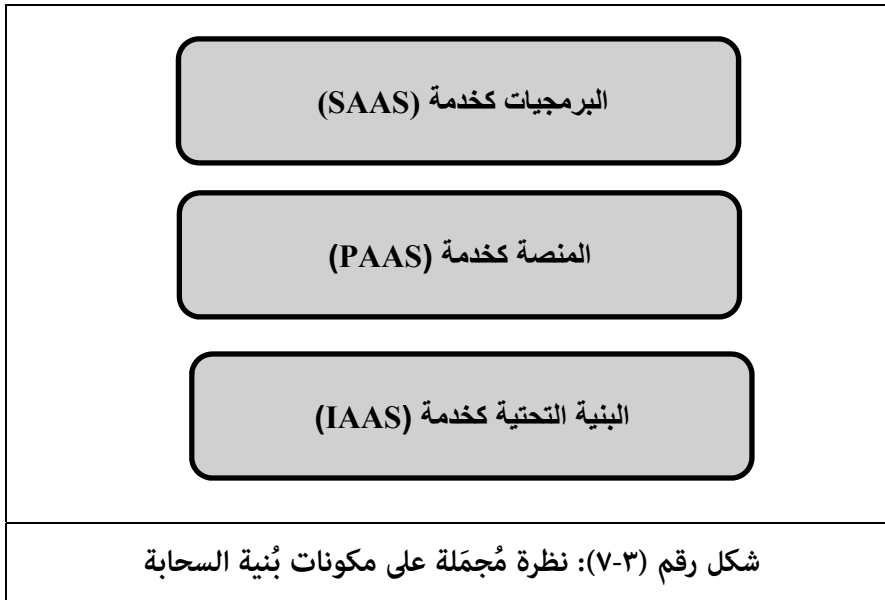 البرمجيات كخدمة (SAAS)
المنصة كخدمة (PAAS)
البنية التحتية كخدمة (IAAS)
شكل رقم (٣-٧): نظرة مُجمَلة على مكونات بُنية السحابة